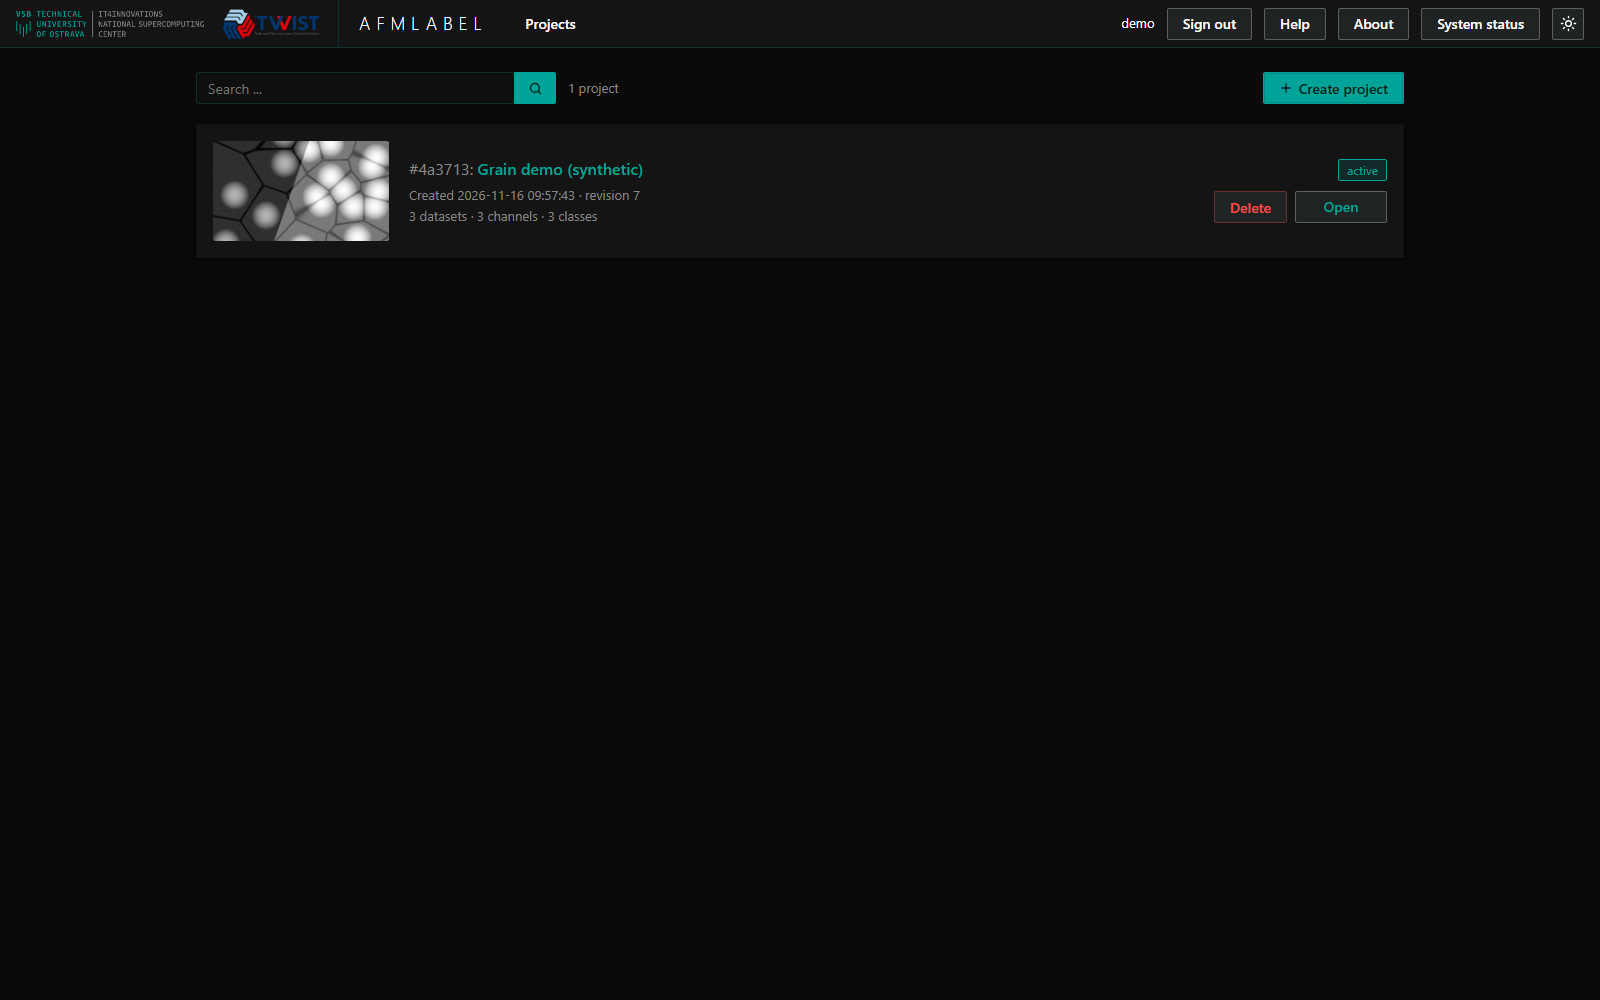 VSB TECHNICAL
UNIVERSITY
OF OSTRAVA
IT4INNOVATIONS
NATIONAL SUPERCOMPUTING
CENTER
TWIST
AFMLABEL
Projects
demo
Sign out
Help
About
System status
Search ...
1 project
+ Create project
#4a3713: Grain demo (synthetic)
active
Created 2026-11-16 09:57:43 · revision 7
3 datasets · 3 channels · 3 classes
Delete
Open